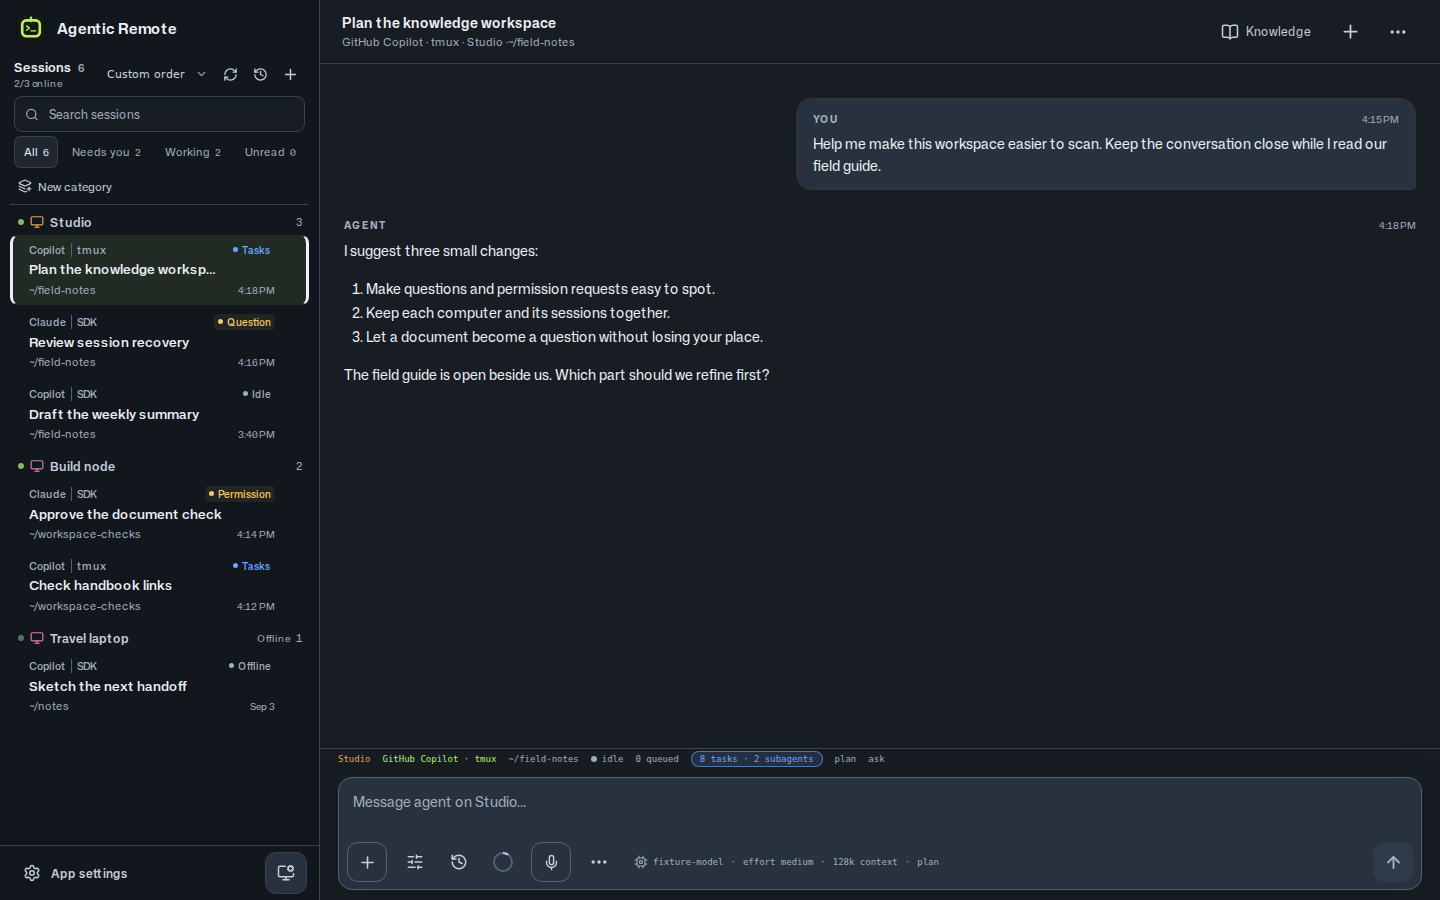 Agentic Remote
Sessions 6
2/3 online
Custom order
Search sessions
All 6
Needs you 2
Working 2
Unread 0
New category
Studio 3
Copilot | tmux
Tasks
Plan the knowledge worksp...
~/field-notes
4:18 PM
Claude | SDK
Question
Review session recovery
~/field-notes
4:16 PM
Copilot | SDK
Idle
Draft the weekly summary
~/field-notes
3:40 PM
Build node 2
Claude | SDK
Permission
Approve the document check
~/workspace-checks
4:14 PM
Copilot | tmux
Tasks
Check handbook links
~/workspace-checks
4:12 PM
Travel laptop
Offline 1
Copilot | SDK
Offline
Sketch the next handoff
~/notes
Sep 3
App settings
Plan the knowledge workspace
GitHub Copilot · tmux · Studio · ~/field-notes
Knowledge
YOU
4:15 PM
Help me make this workspace easier to scan. Keep the conversation close while I read our
field guide.
AGENT
4:18 PM
I suggest three small changes:
1. Make questions and permission requests easy to spot.
2. Keep each computer and its sessions together.
3. Let a document become a question without losing your place.
The field guide is open beside us. Which part should we refine first?
Studio GitHub Copilot · tmux ~/field-notes idle 0 queued 8 tasks · 2 subagents plan ask
Message agent on Studio...
fixture-model · effort medium · 128k context · plan